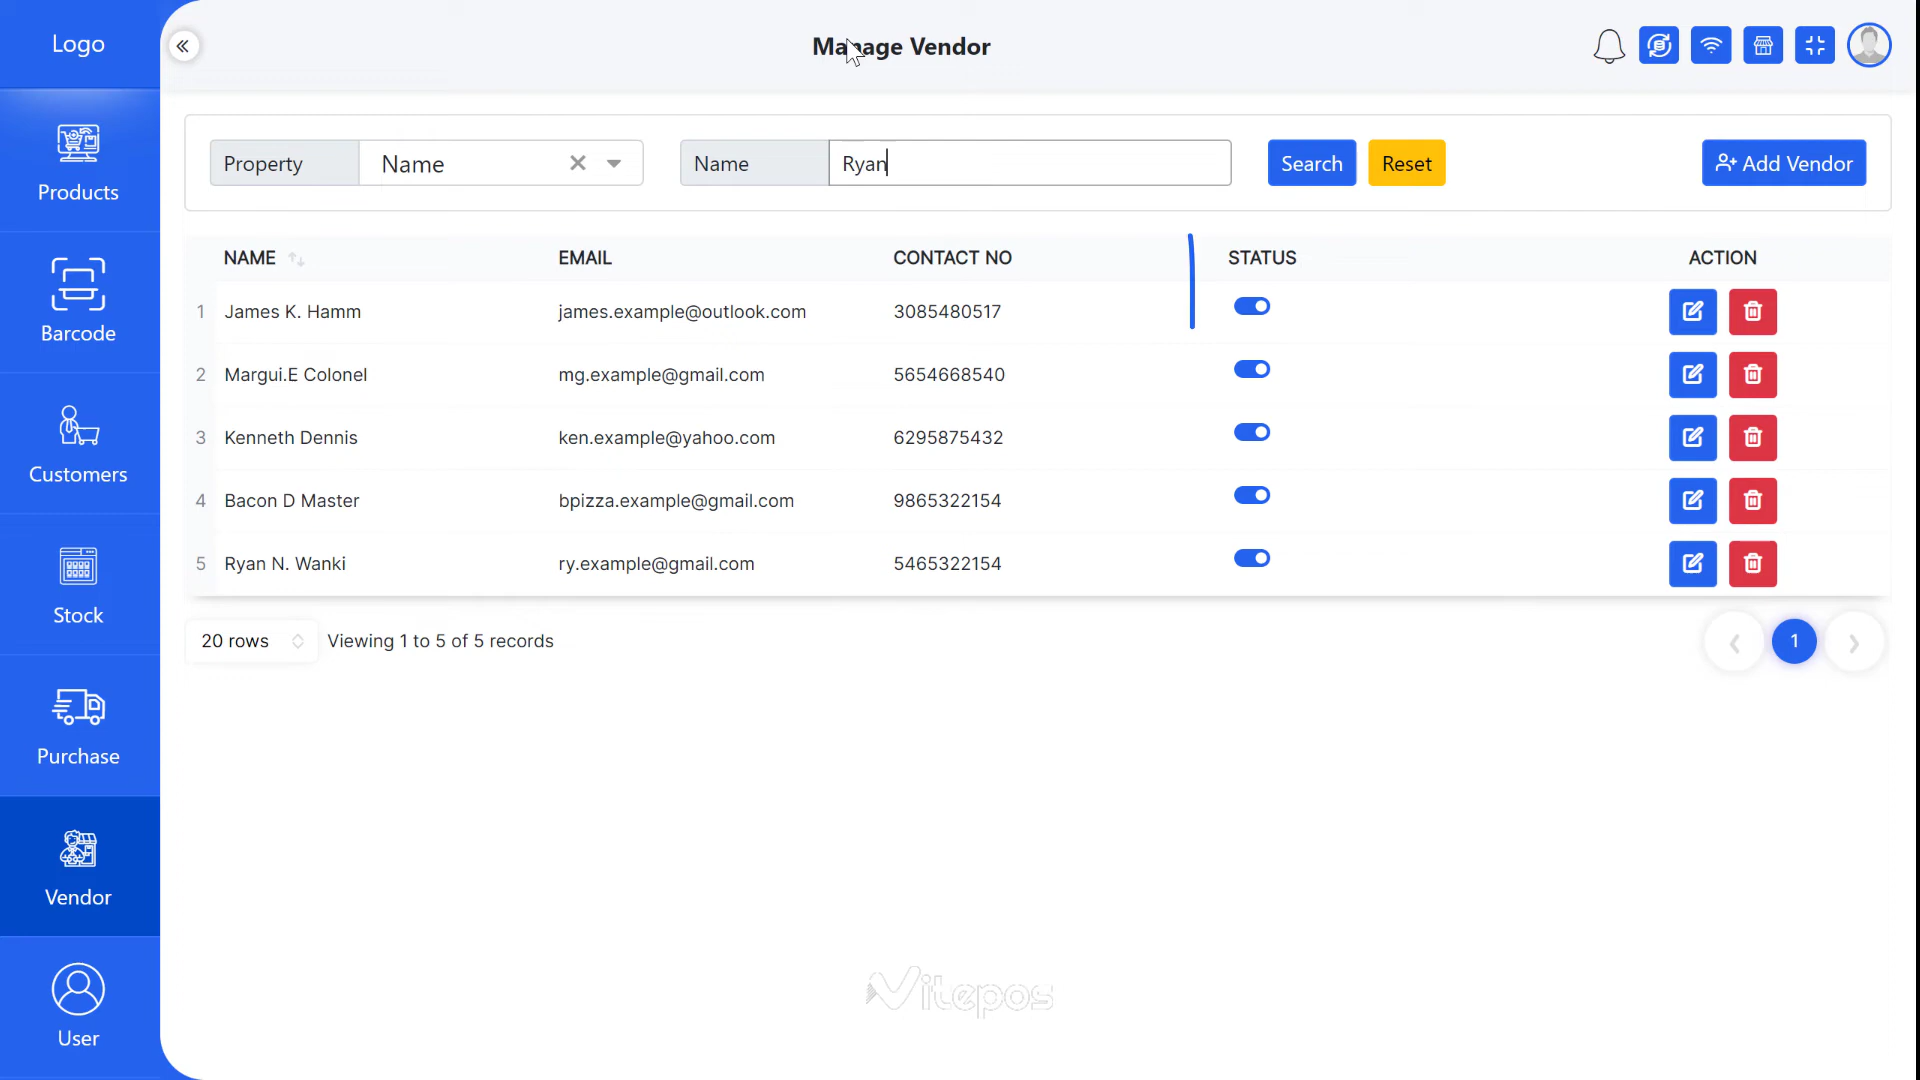 Logo
Manage Vendor
Products
Barcode
Customers
Stock
Purchase
Vendor
User
Property Name Name Ryan Search Reset Add Vendor
NAME EMAIL CONTACT NO STATUS ACTION
1 James K. Hamm james.example@outlook.com 3085480517
2 Margui.E Colonel mg.example@gmail.com 5654668540
3 Kenneth Dennis ken.example@yahoo.com 6295875432
4 Bacon D Master bpizza.example@gmail.com 9865322154
5 Ryan N. Wanki ry.example@gmail.com 5465322154
20 rows Viewing 1 to 5 of 5 records 1
Vitepos